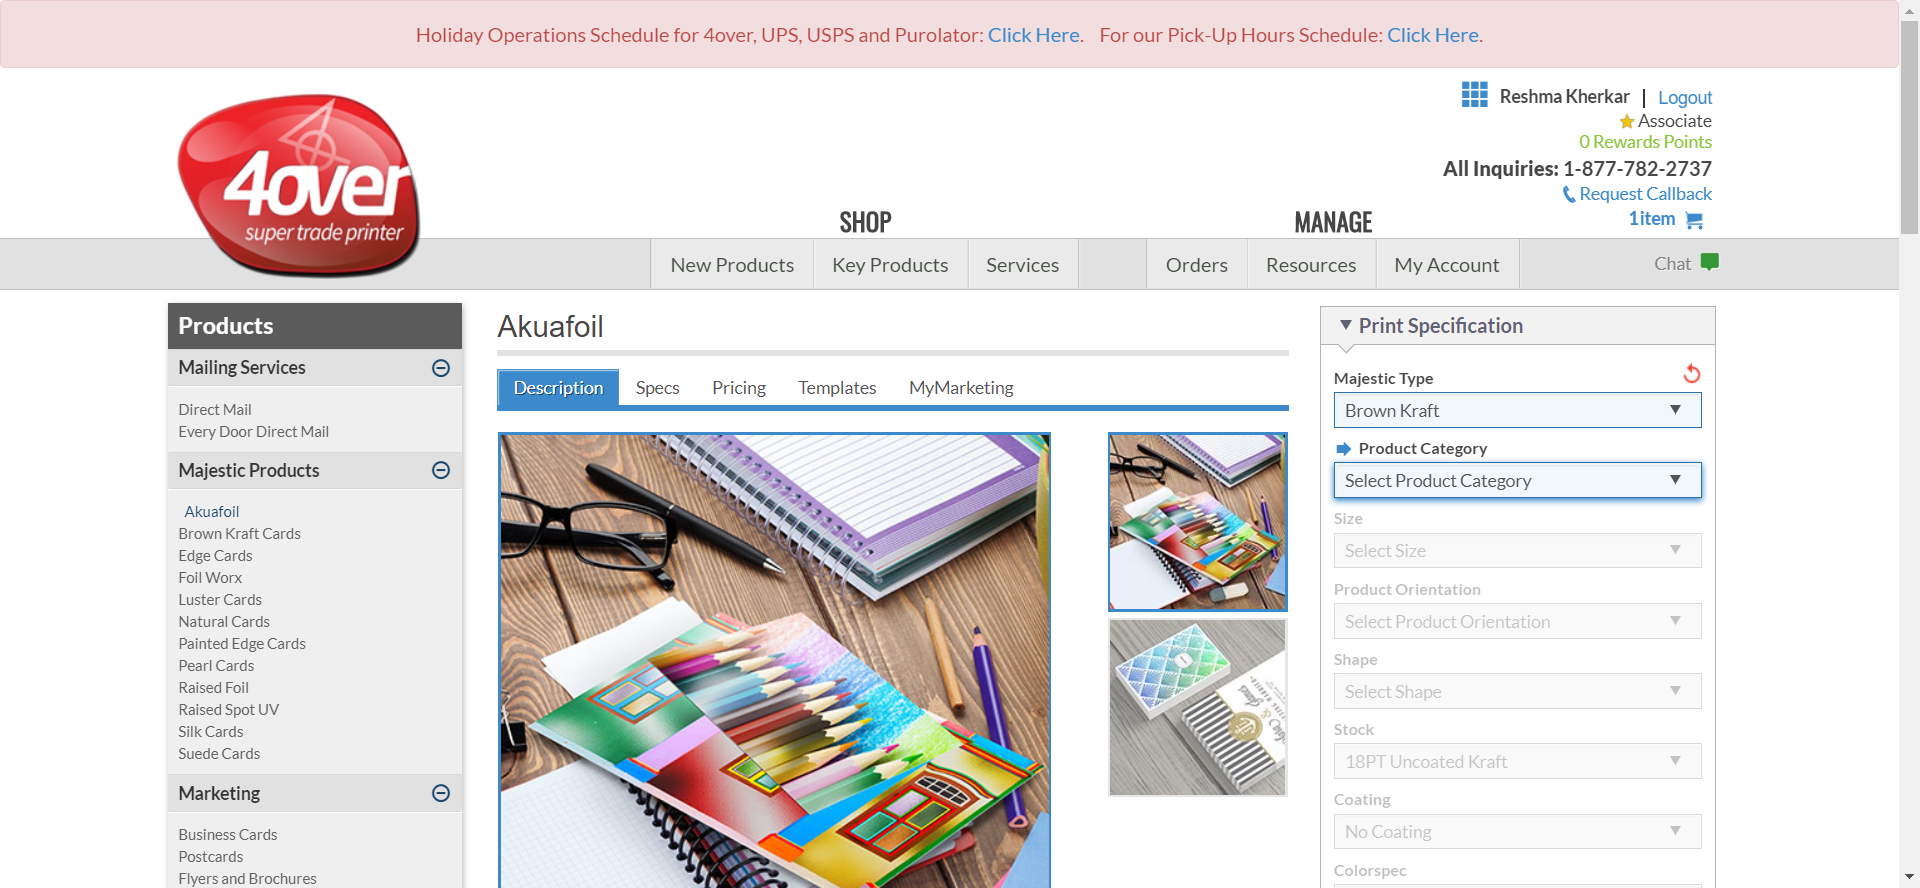 Holiday Operations Schedule for 4over, UPS, USPS and Purolator: Click Here. For our Pick-Up Hours Schedule: Click Here.
Reshma Kherkar | Logout
Associate
0 Rewards Points
All Inquiries: 1-877-782-2737
Request Callback
1 item
4over
super trade printer
SHOP
MANAGE
New Products
Key Products
Services
Orders
Resources
My Account
Chat
Products
Mailing Services
Direct Mail
Every Door Direct Mail
Majestic Products
Akuafoil
Brown Kraft Cards
Edge Cards
Foil Worx
Luster Cards
Natural Cards
Painted Edge Cards
Pearl Cards
Raised Foil
Raised Spot UV
Silk Cards
Suede Cards
Marketing
Business Cards
Postcards
Flyers and Brochures
Akuafoil
Description
Specs
Pricing
Templates
MyMarketing
Print Specification
Majestic Type
Brown Kraft
Product Category
Select Product Category
Size
Select Size
Product Orientation
Select Product Orientation
Shape
Select Shape
Stock
18PT Uncoated Kraft
Coating
No Coating
Colorspec